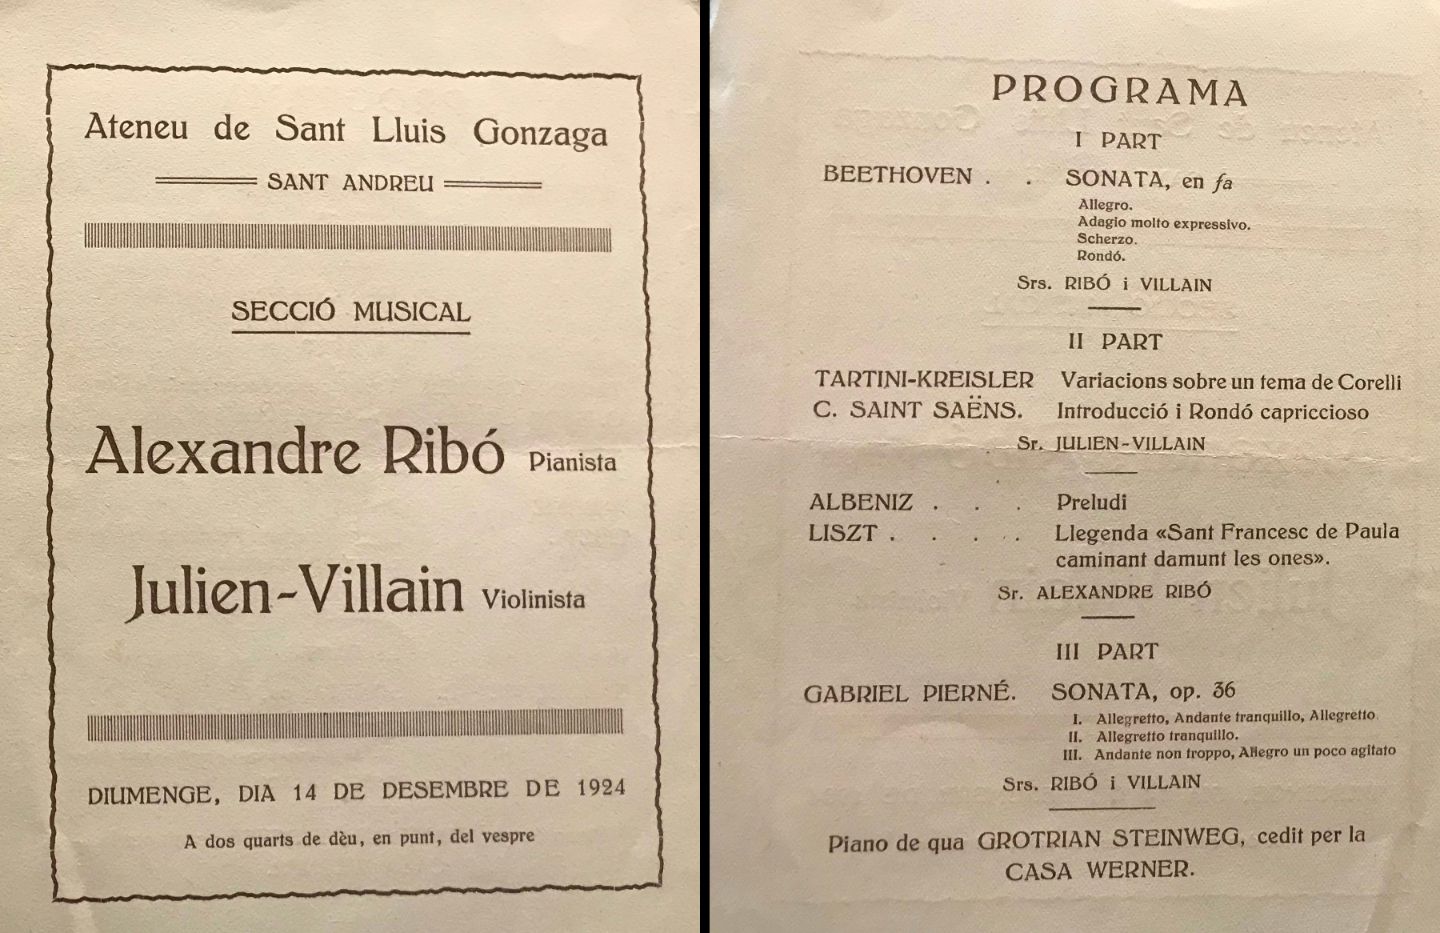 Ateneu de Sant Lluis Gonzaga
SANT ANDREU
SECCIÓ MUSICAL
Alexandre Ribó Pianista
Julien-Villain Violinista
DIUMENGE, DIA 14 DE DESEMBRE DE 1924
A dos quarts de dèu, en punt, del vespre
PROGRAMA
I PART
BEETHOVEN . . SONATA, en fa
Allegro.
Adagio molto expressivo.
Scherzo.
Rondó.
Srs. RIBÓ i VILLAIN
II PART
TARTINI-KREISLER Variacions sobre un tema de Corelli
C. SAINT SAËNS. Introducció i Rondó capriccioso
Sr. JULIEN-VILLAIN
ALBENIZ . . . Preludi
LISZT . . . . Llegenda «Sant Francesc de Paula
caminant damunt les ones».
Sr. ALEXANDRE RIBÓ
III PART
GABRIEL PIERNÉ. SONATA, op. 36
I. Allegretto, Andante tranquillo, Allegretto
II. Allegretto tranquillo.
III. Andante non troppo, Allegro un poco agitato
Srs. RIBÓ i VILLAIN
Piano de qua GROTRIAN STEINWEG, cedit per la
CASA WERNER.